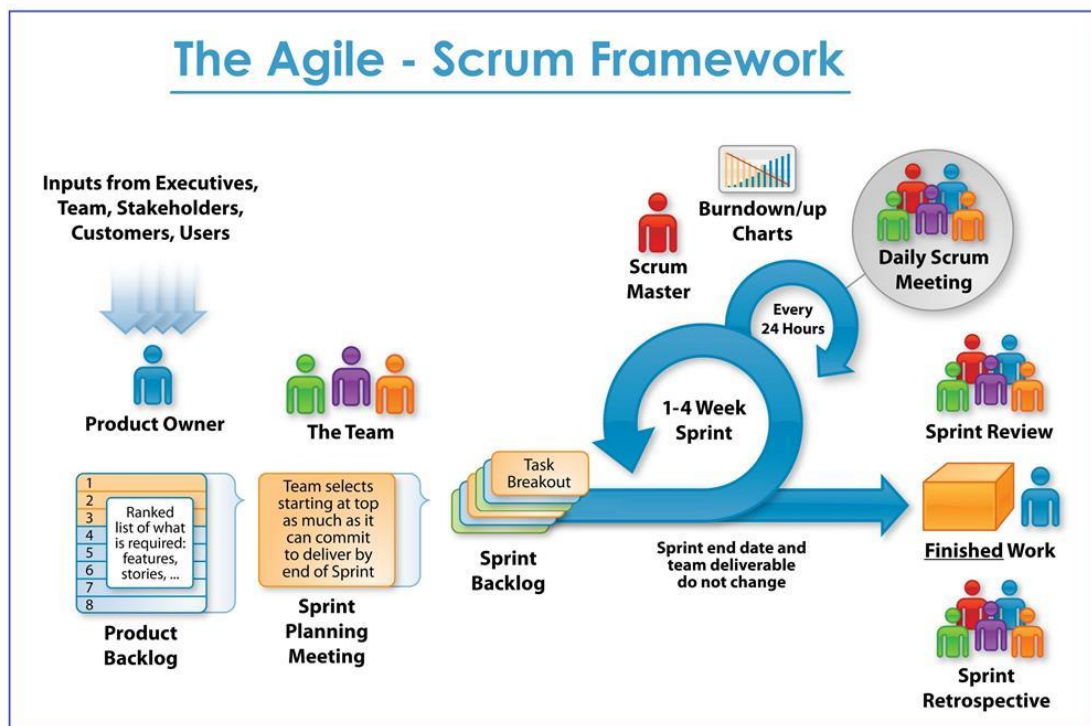 The Agile - Scrum Framework
Inputs from Executives,
Team, Stakeholders,
Customers, Users
Product Owner
The Team
1
2
3
4
5
6
7
8
Ranked
list of what
is required:
features,
stories, ...
Product
Backlog
Team selects
starting at top
as much as it
can commit
to deliver by
end of Sprint
Sprint
Planning
Meeting
Task
Breakout
Sprint
Backlog
Scrum
Master
Burndown/up
Charts
Every
24 Hours
Daily Scrum
Meeting
1-4 Week
Sprint
Sprint end date and
team deliverable
do not change
Sprint Review
Finished Work
Sprint
Retrospective